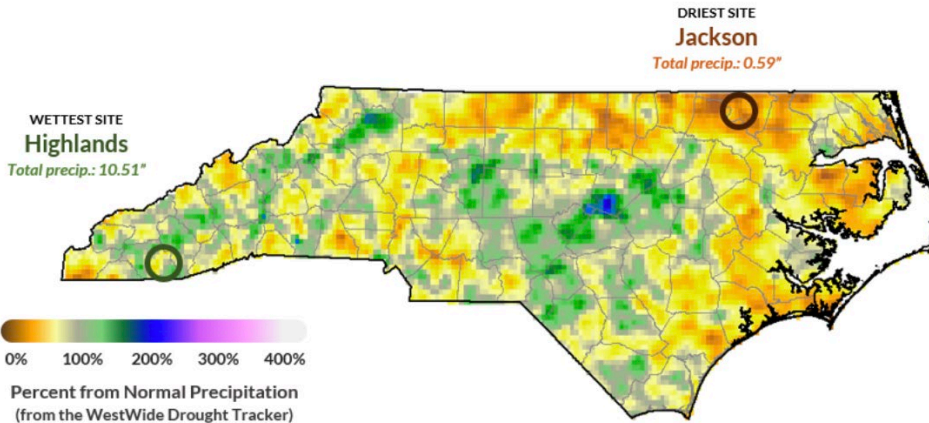 DRIEST SITE
Jackson
Total precip.: 0.59”
WETTEST SITE
Highlands
Total precip.: 10.51”
0% 100% 200% 300% 400%
Percent from Normal Precipitation
(from the WestWide Drought Tracker)